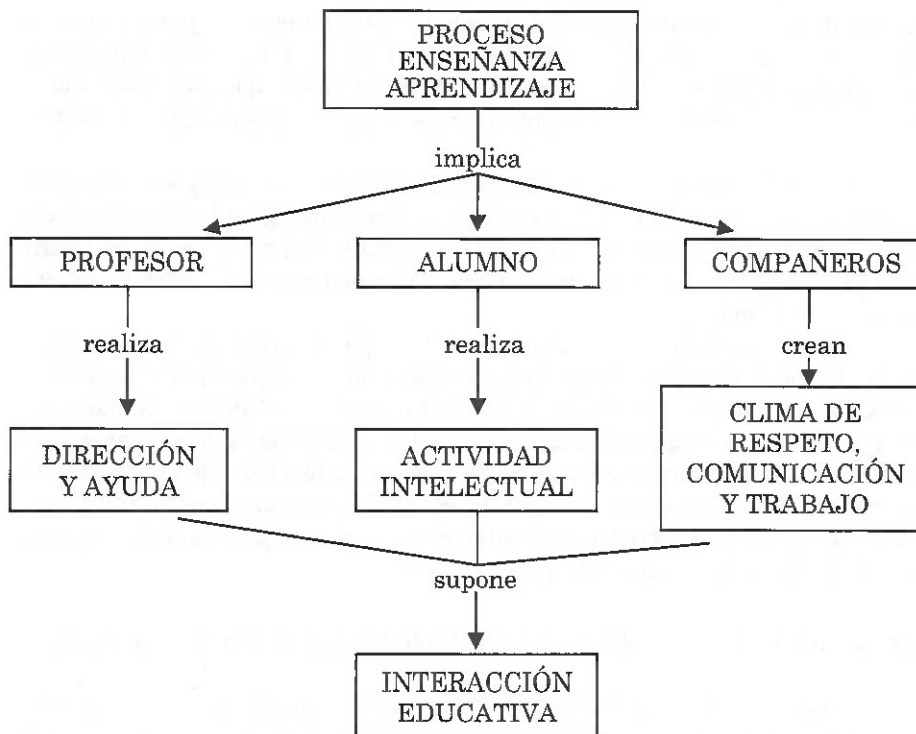 PROCESO
ENSEÑANZA
APRENDIZAJE
implica
PROFESOR
ALUMNO
COMPAÑEROS
realiza
realiza
crean
DIRECCIÓN
Y AYUDA
ACTIVIDAD
INTELECTUAL
CLIMA DE
RESPETO,
COMUNICACIÓN
Y TRABAJO
supone
INTERACCIÓN
EDUCATIVA